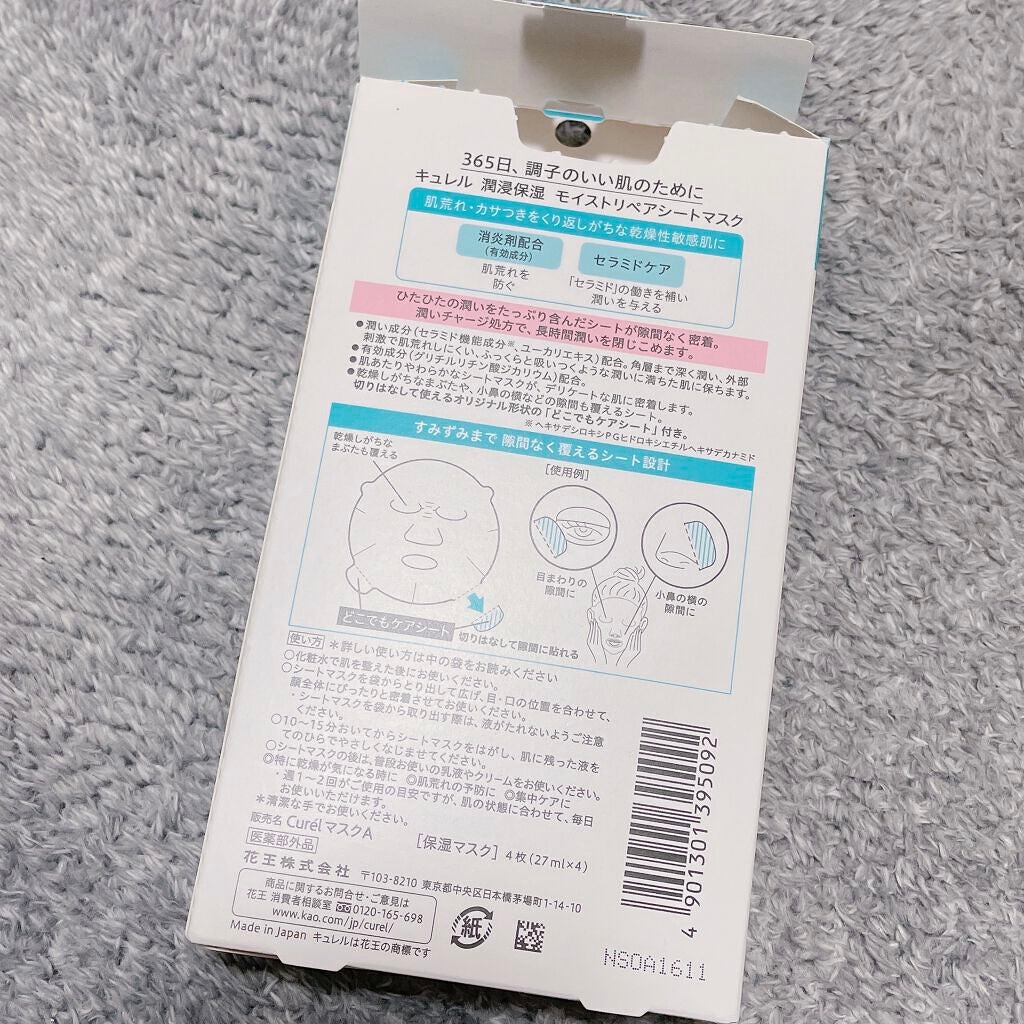 365日、調子のいい肌のために
キュレル 潤浸保湿 モイストリペアシートマスク
肌荒れ・カサつきをくり返しがちな乾燥性敏感肌に
消炎剤配合
(有効成分)
肌荒れを
防ぐ
セラミドケア
「セラミド」の働きを補い
潤いを与える
ひたひたの潤いをたっぷり含んだシートが隙間なく密着。
潤いチャージ処方で、長時間潤いを閉じこめます。
●潤い成分(セラミド機能成分※、ユーカリエキス)配合。角層まで深く潤い、外部
刺激で肌荒れしにくい、ふっくらと吸いつくような潤いに満ちた肌に保ちます。
●有効成分(グリチルリチン酸ジカリウム)配合。
●肌あたりやわらかなシートマスクが、デリケートな肌に密着します。
●乾燥しがちなまぶたや、小鼻の横などの隙間も覆えるシート。
切りはなして使えるオリジナル形状の「どこでもケアシート」付き。
※ヘキサデシロキシPGヒドロキシエチルヘキサデカナミド
すみずみまで 隙間なく覆えるシート設計
乾燥しがちな
まぶたも覆える
[使用例]
目まわりの
隙間に
小鼻の横の
隙間に
どこでもケアシート
切りはなして隙間に貼れる
使い方 *詳しい使い方は中の袋をお読みください
○化粧水で肌を整えた後にお使いください。
○シートマスクを袋からとり出して広げ、目・口の位置を合わせて、
顔全体にぴったりと密着させてお使いください。
・シートマスクを袋から取り出す際は、液がたれないようご注意
ください。
○10〜15分おいてからシートマスクをはがし、肌に残った液を
てのひらでやさしくなじませてください。
○シートマスクの後は、普段お使いの乳液やクリームをお使いください。
◎特に乾燥が気になる時に ◎肌荒れの予防に ◎集中ケアに
・週1〜2回がご使用の目安ですが、肌の状態に合わせて、毎日
お使いいただけます。
*清潔な手でお使いください。
販売名 Curél マスクA
医薬部外品
[保湿マスク] 4枚(27ml×4)
花王株式会社 〒103-8210 東京都中央区日本橋茅場町1-14-10
商品に関するお問合せ・ご意見は
花王 消費者相談室 0120-165-698
www.kao.com/jp/curel/
Made in Japan キュレルは花王の商標です
紙
4 901301 395092
NSOA1611